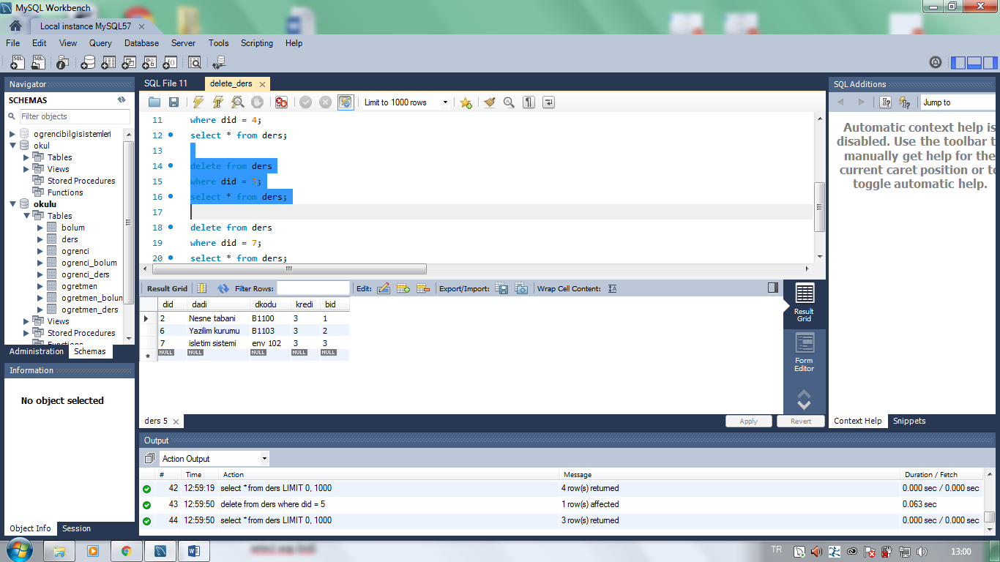 MySQL Workbench
Local instance MySQL57
File Edit View Query Database Server Tools Scripting Help
Navigator
SCHEMAS
Filter objects
ogrencibilgisistemleri
okul
Tables
Views
Stored Procedures
Functions
okulu
Tables
bolum
ders
ogrenci
ogrenci_bolum
ogrenci_ders
ogretmen
ogretmen_bolun
ogretmen_ders
Views
Stored Procedures
Functions
Administration Schemas
Information
No object selected
Object Info Session
SQL File 11 delete_ders
Limit to 1000 rows
11 where did = 4;
12 select * from ders;
13
14 delete from ders
15 where did = 5;
16 select * from ders;
17
18 delete from ders
19 where did = 7;
20 select * from ders;
Result Grid Filter Rows: Edit: Export/Import: Wrap Cell Content: IA
did dadi dkodu kredi bid
2 Nesne tabani B1100 3 1
6 Yazilim kurumu B1103 3 2
7 isletim sistemi env 102 3 3
NULL NULL NULL NULL NULL
Result Grid
Form Editor
ders 5
Apply Revert
SQL Additions
Jump to
Automatic context help is
disabled. Use the toolbar t
manually get help for the
current caret position or to
toggle automatic help.
Context Help Snippets
Output
Action Output
# Time Action Message Duration / Fetch
42 12:59:19 select * from ders LIMIT 0, 1000 4 row(s) returned 0.000 sec / 0.000 sec
43 12:59:50 delete from ders where did = 5 1 row(s) affected 0.063 sec
44 12:59:50 select * from ders LIMIT 0, 1000 3 row(s) returned 0.000 sec / 0.000 sec
TR
13:00